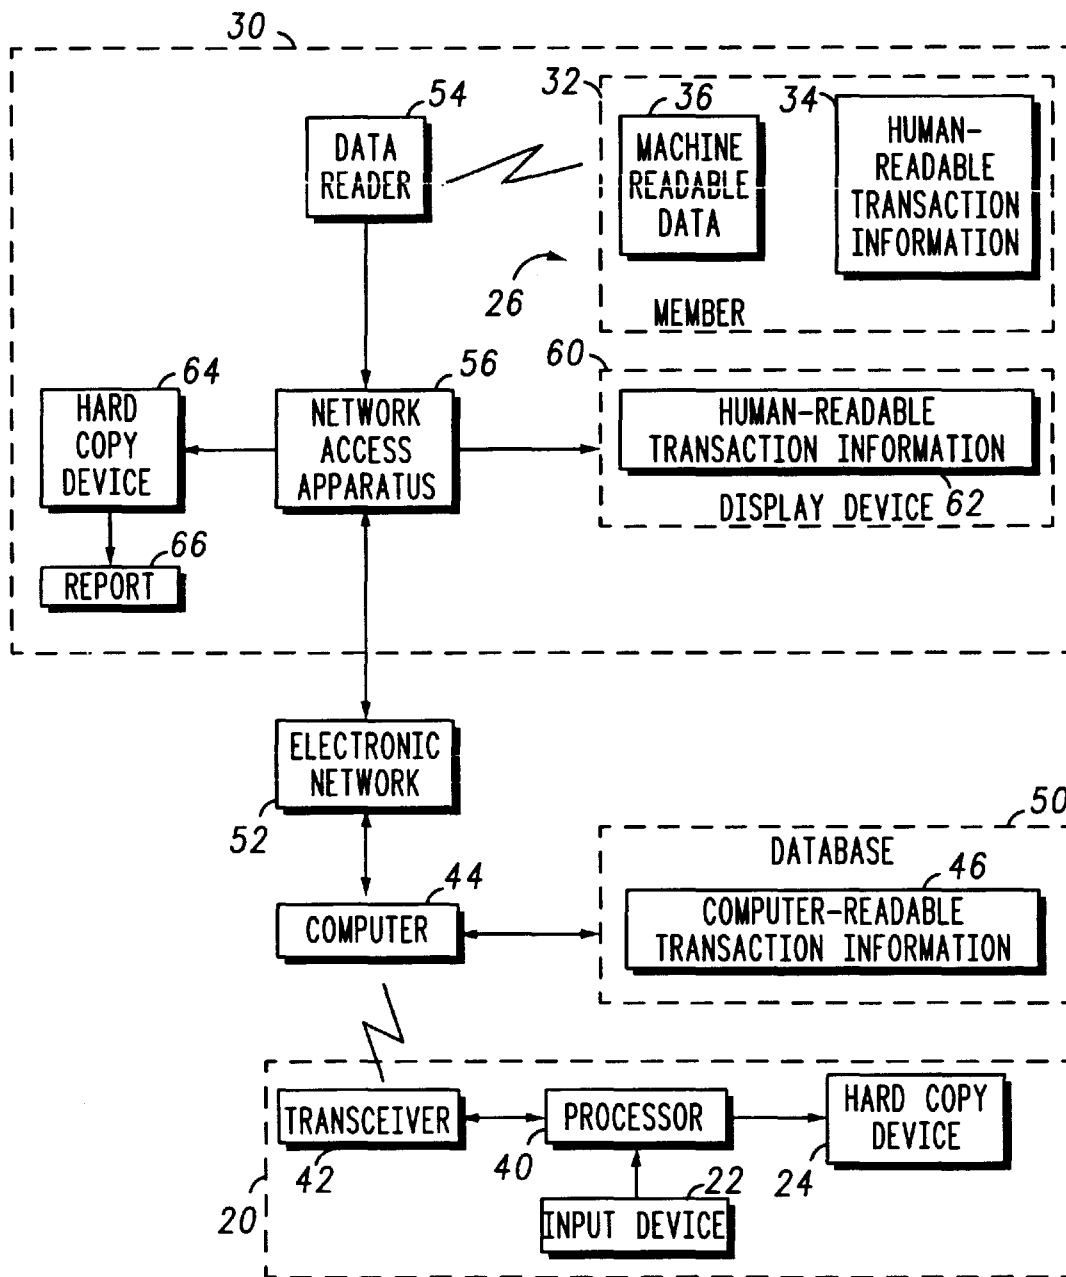 30
54
DATA
READER
32
36
MACHINE
READABLE
DATA
34
HUMAN-
READABLE
TRANSACTION
INFORMATION
26
MEMBER
64
HARD
COPY
DEVICE
56
NETWORK
ACCESS
APPARATUS
60
HUMAN-READABLE
TRANSACTION INFORMATION
DISPLAY DEVICE
62
66
REPORT
ELECTRONIC
NETWORK
52
50
DATABASE
44
COMPUTER
46
COMPUTER-READABLE
TRANSACTION INFORMATION
TRANSCEIVER
42
PROCESSOR
40
HARD COPY
DEVICE
24
22
INPUT DEVICE
20